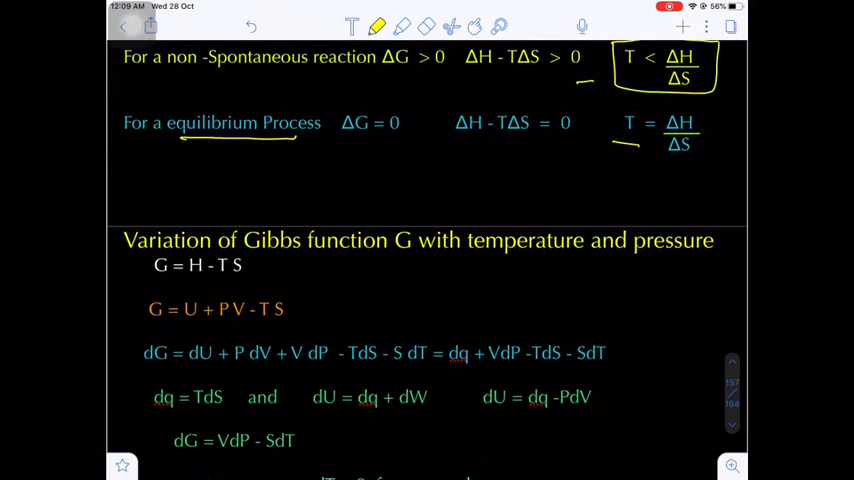 12:09 AM Wed 28 Oct 56%
T
For a non -Spontaneous reaction ΔG > 0 ΔH - TΔS > 0 T < ΔH
ΔS
For a equilibrium Process ΔG = 0 ΔH - TΔS = 0 T = ΔH
ΔS
Variation of Gibbs function G with temperature and pressure
G = H - T S
G = U + P V - T S
dG = dU + P dV + V dP - TdS - S dT = dq + VdP -TdS - SdT
dq = TdS and dU = dq + dW dU = dq -PdV
dG = VdP - SdT
157
164